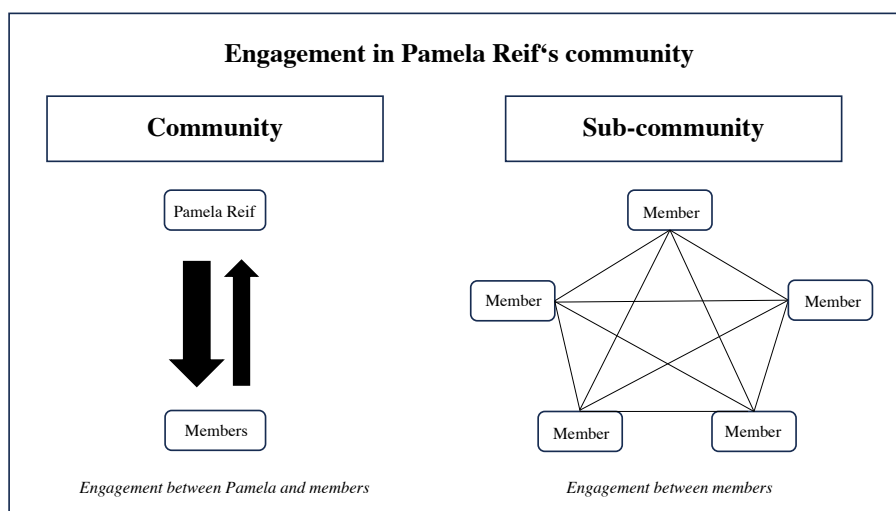 Engagement in Pamela Reif‘s community
Community
Sub-community
Pamela Reif
Member
Member
Member
Members
Member
Member
Engagement between Pamela and members
Engagement between members